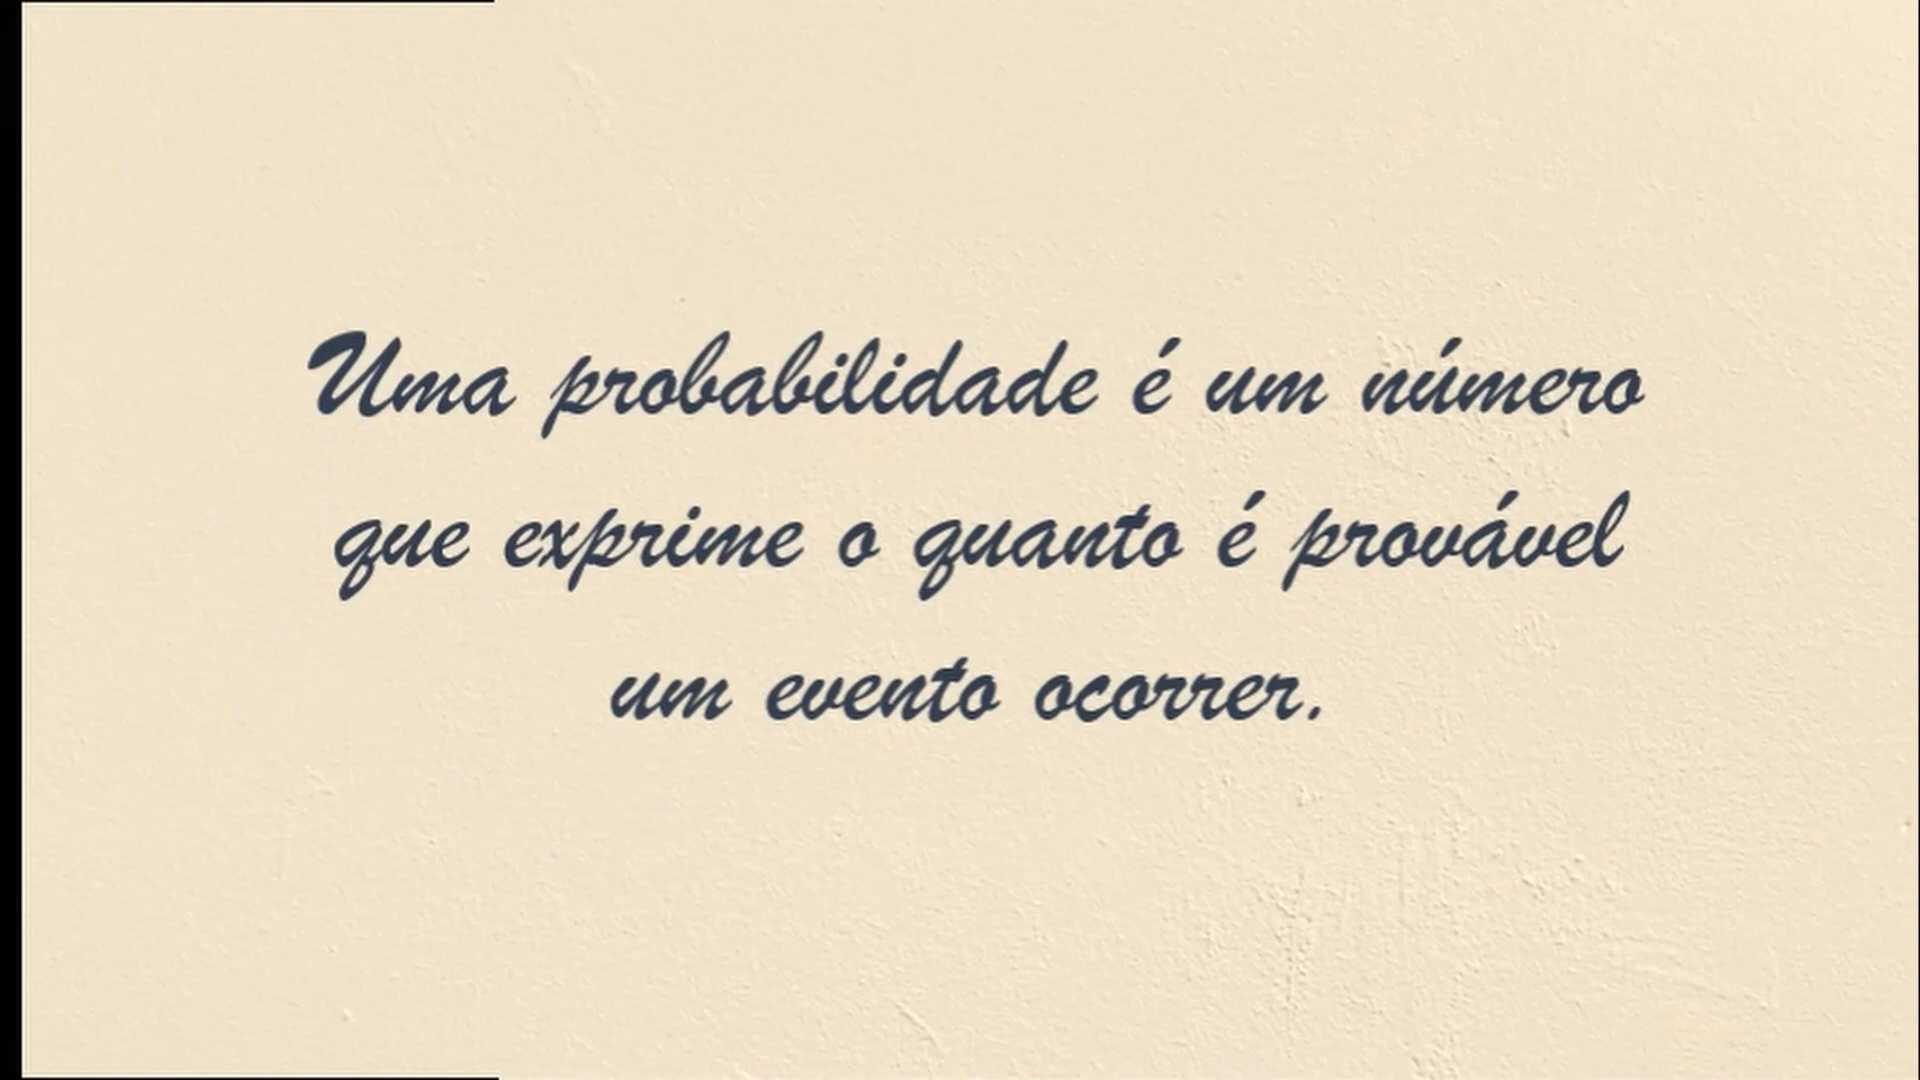 Uma probabilidade é um número
que exprime o quanto é provável
um evento ocorrer.